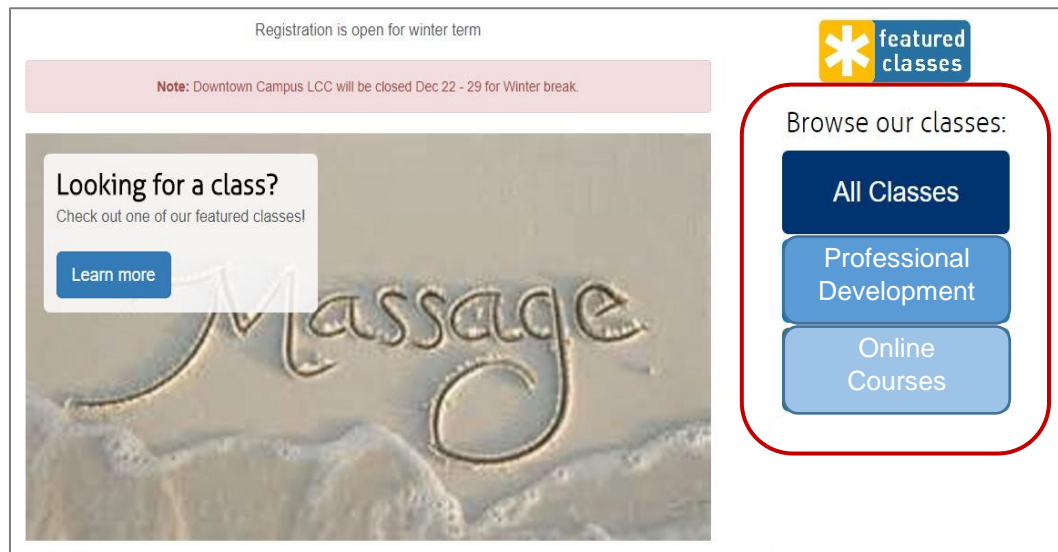 Registration is open for winter term
Note: Downtown Campus LCC will be closed Dec 22 - 29 for Winter break.
Looking for a class?
Check out one of our featured classes!
Learn more
Massage
featured
classes
Browse our classes:
All Classes
Professional
Development
Online
Courses